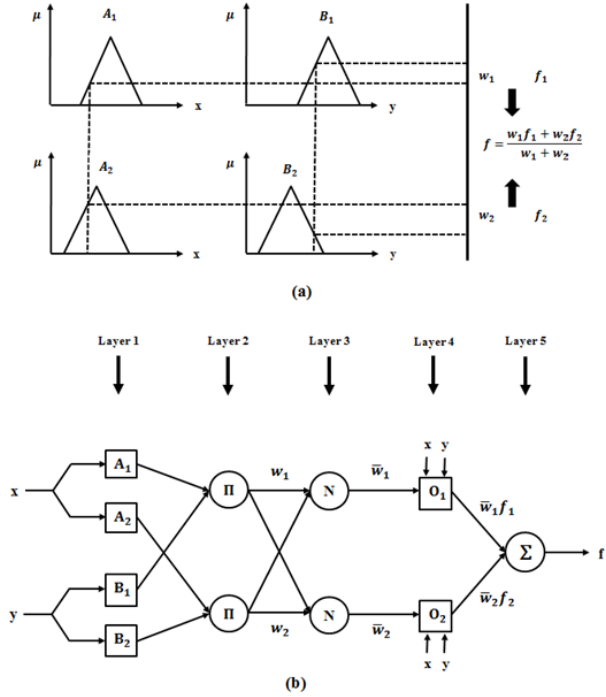 μ A₁ μ B₁
w₁ f₁
x y
f = (w₁f₁ + w₂f₂) / (w₁ + w₂)
μ A₂ μ B₂
w₂ f₂
x y
(a)
Layer 1 Layer 2 Layer 3 Layer 4 Layer 5
x y
A₁ Π w₁ N w̅₁ O₁
x
A₂ w̅₁f₁
Σ f
B₁ w̅₂f₂
y
B₂ Π w₂ N w̅₂ O₂
x y
(b)